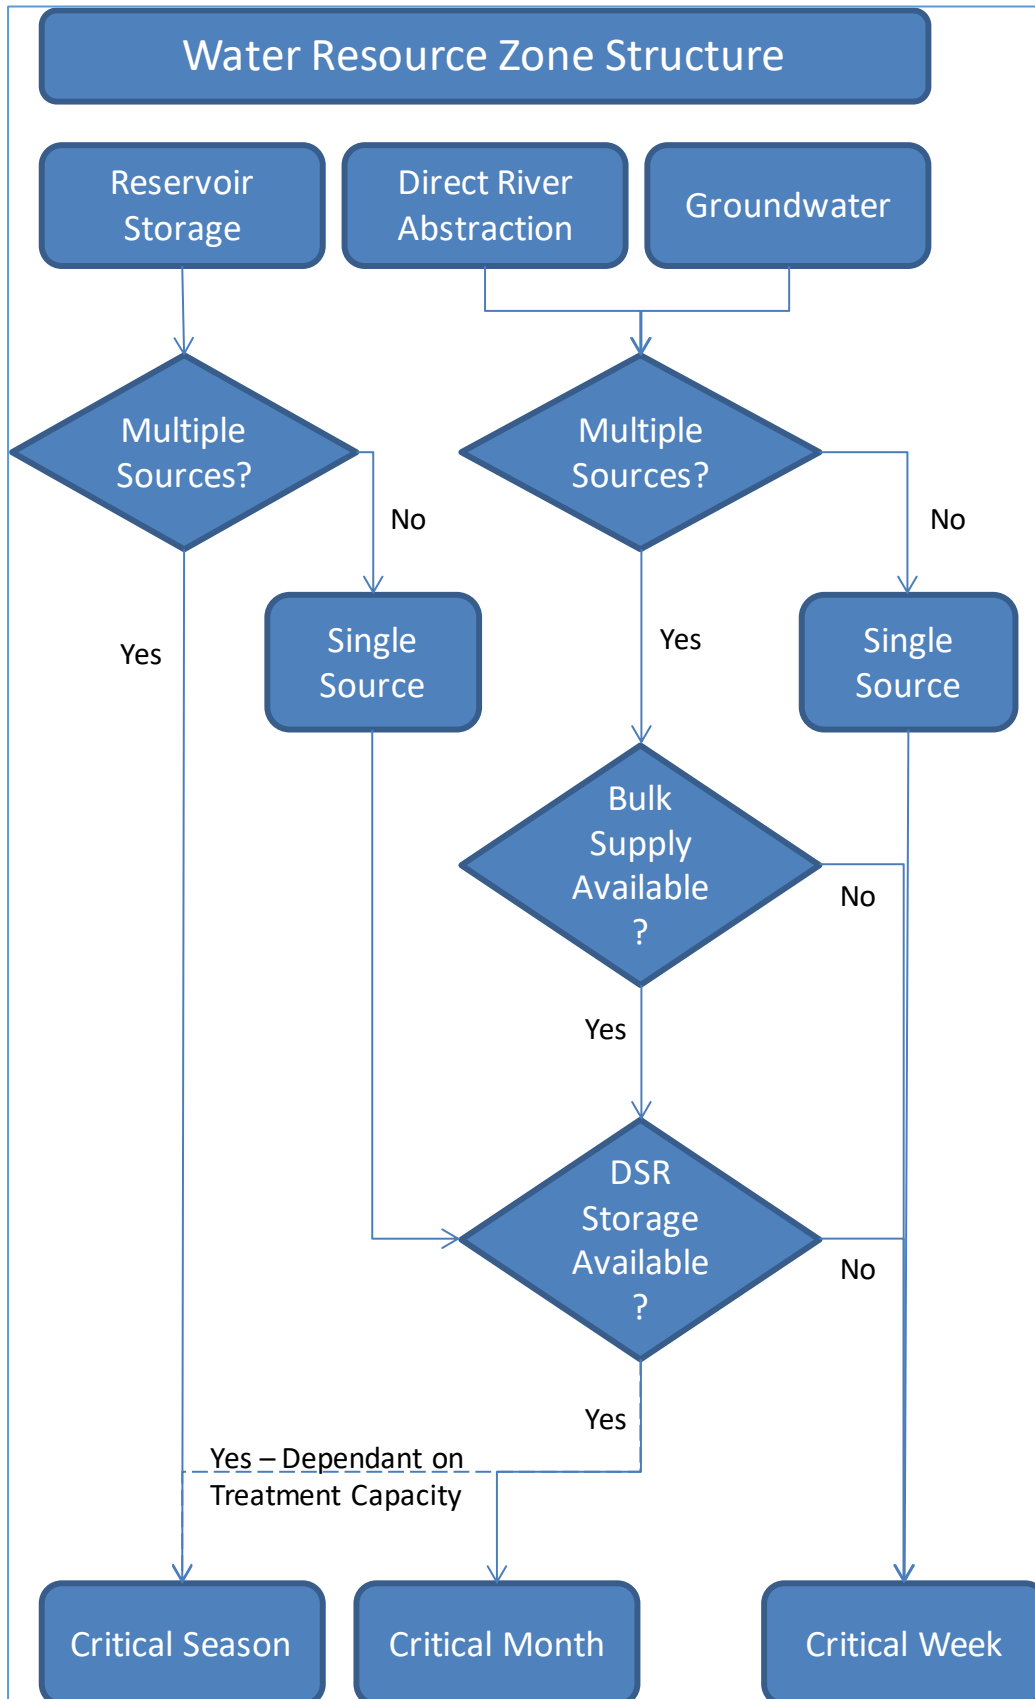 Water Resource Zone Structure
Reservoir
Storage
Direct River
Abstraction
Groundwater
Multiple
Sources?
Multiple
Sources?
No
No
Single
Source
Single
Source
Yes
Yes
Bulk
Supply
Available
?
No
Yes
DSR
Storage
Available
?
No
Yes
Yes – Dependant on
Treatment Capacity
Critical Season
Critical Month
Critical Week